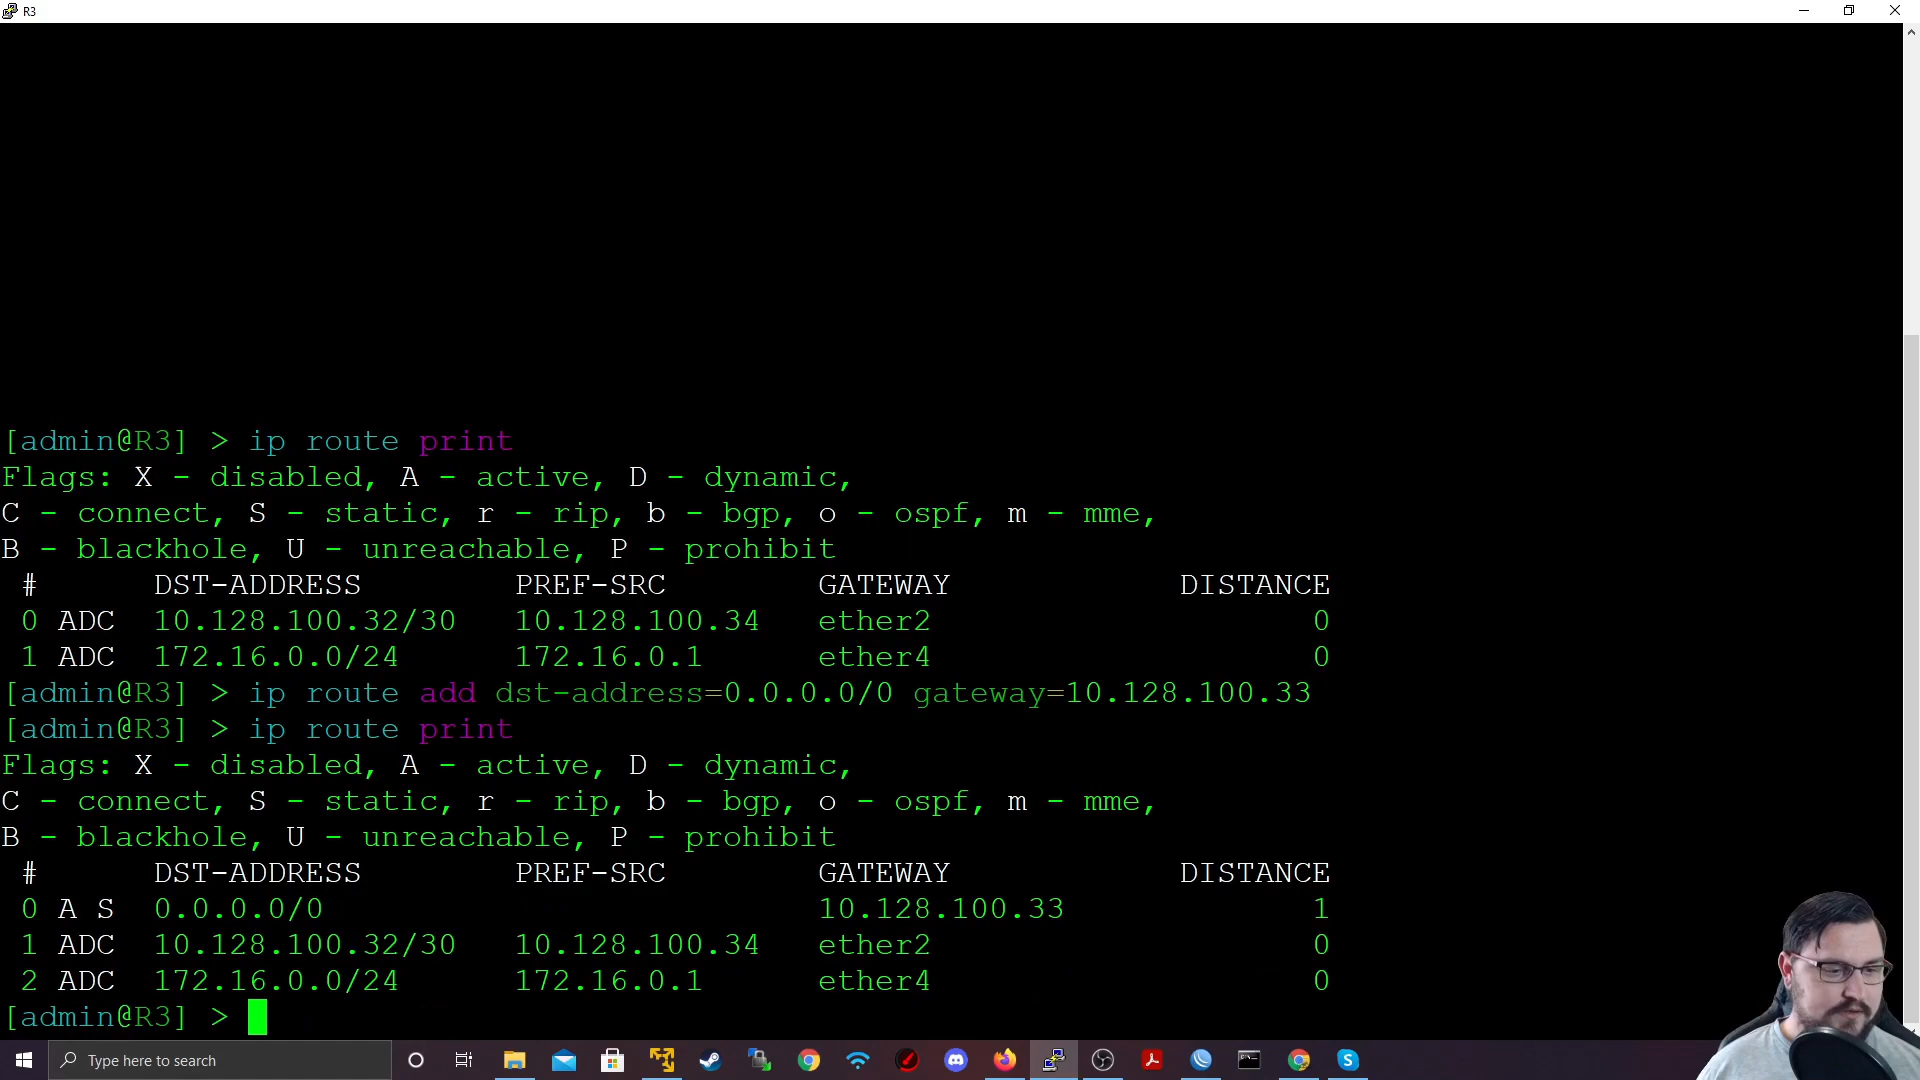 R3
[admin@R3] > ip route print
Flags: X - disabled, A - active, D - dynamic,
C - connect, S - static, r - rip, b - bgp, o - ospf, m - mme,
B - blackhole, U - unreachable, P - prohibit
# DST-ADDRESS PREF-SRC GATEWAY DISTANCE
0 ADC 10.128.100.32/30 10.128.100.34 ether2 0
1 ADC 172.16.0.0/24 172.16.0.1 ether4 0
[admin@R3] > ip route add dst-address=0.0.0.0/0 gateway=10.128.100.33
[admin@R3] > ip route print
Flags: X - disabled, A - active, D - dynamic,
C - connect, S - static, r - rip, b - bgp, o - ospf, m - mme,
B - blackhole, U - unreachable, P - prohibit
# DST-ADDRESS PREF-SRC GATEWAY DISTANCE
0 A S 0.0.0.0/0 10.128.100.33 1
1 ADC 10.128.100.32/30 10.128.100.34 ether2 0
2 ADC 172.16.0.0/24 172.16.0.1 ether4 0
[admin@R3] >
Type here to search